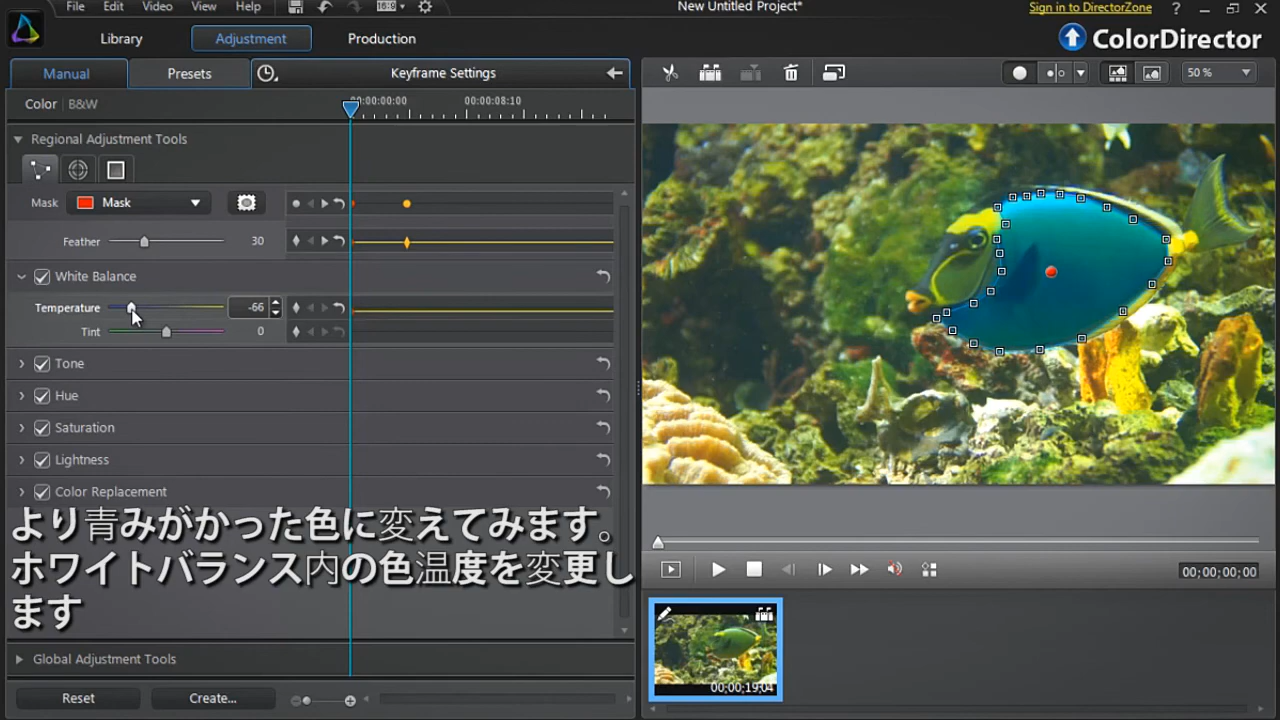 File Edit Video View Help 16:9 New Untitled Project* Sign in to DirectorZone ?
Library Adjustment Production ColorDirector
Manual Presets Keyframe Settings 50 %
Color B&W 00:00:00:00 00:00:08:10
Regional Adjustment Tools
Mask Mask
Feather 30
White Balance
Temperature -66
Tint 0
Tone
Hue
Saturation
Lightness
Color Replacement
より青みがかった色に変えてみます。
ホワイトバランス内の色温度を変更し
ます
00;00;00;00
00;00;19;04
Global Adjustment Tools
Reset Create...